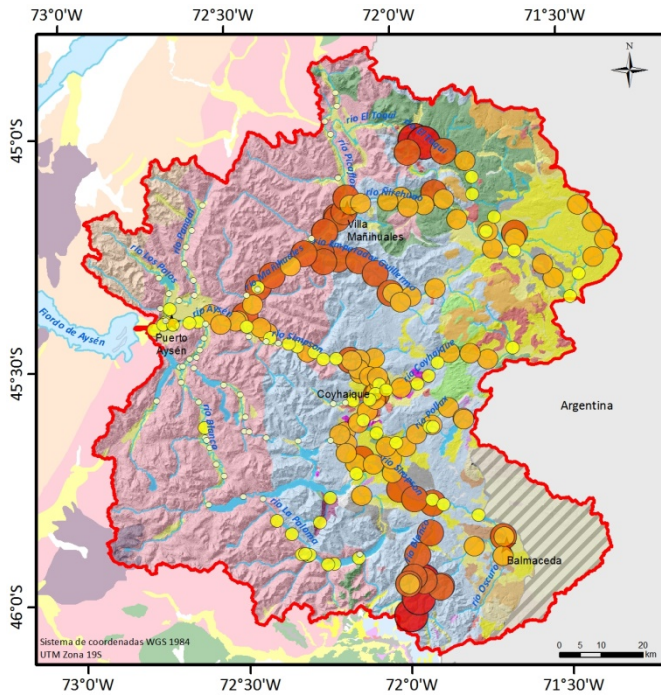 73°0'W 72°30'W 72°0'W 71°30'W
N
45°0'S
45°30'S
46°0'S
río El Toqui
río Picaflor
río Ñirehuao
Villa
Mañihuales
río Emperador Guillermo
río Mañihuales
río Pangal
río Los Palos
río Aysén
Fiordo de Aysén
Puerto
Aysén
río Simpson
río Coyhaique
Coyhaique
Argentina
río Pollux
río Blanco
río Simpson
río La Paloma
río Blanco
Balmaceda
río Oscuro
Sistema de coordenadas WGS 1984
UTM Zona 19S
0 5 10 20
km
73°0'W 72°30'W 72°0'W 71°30'W